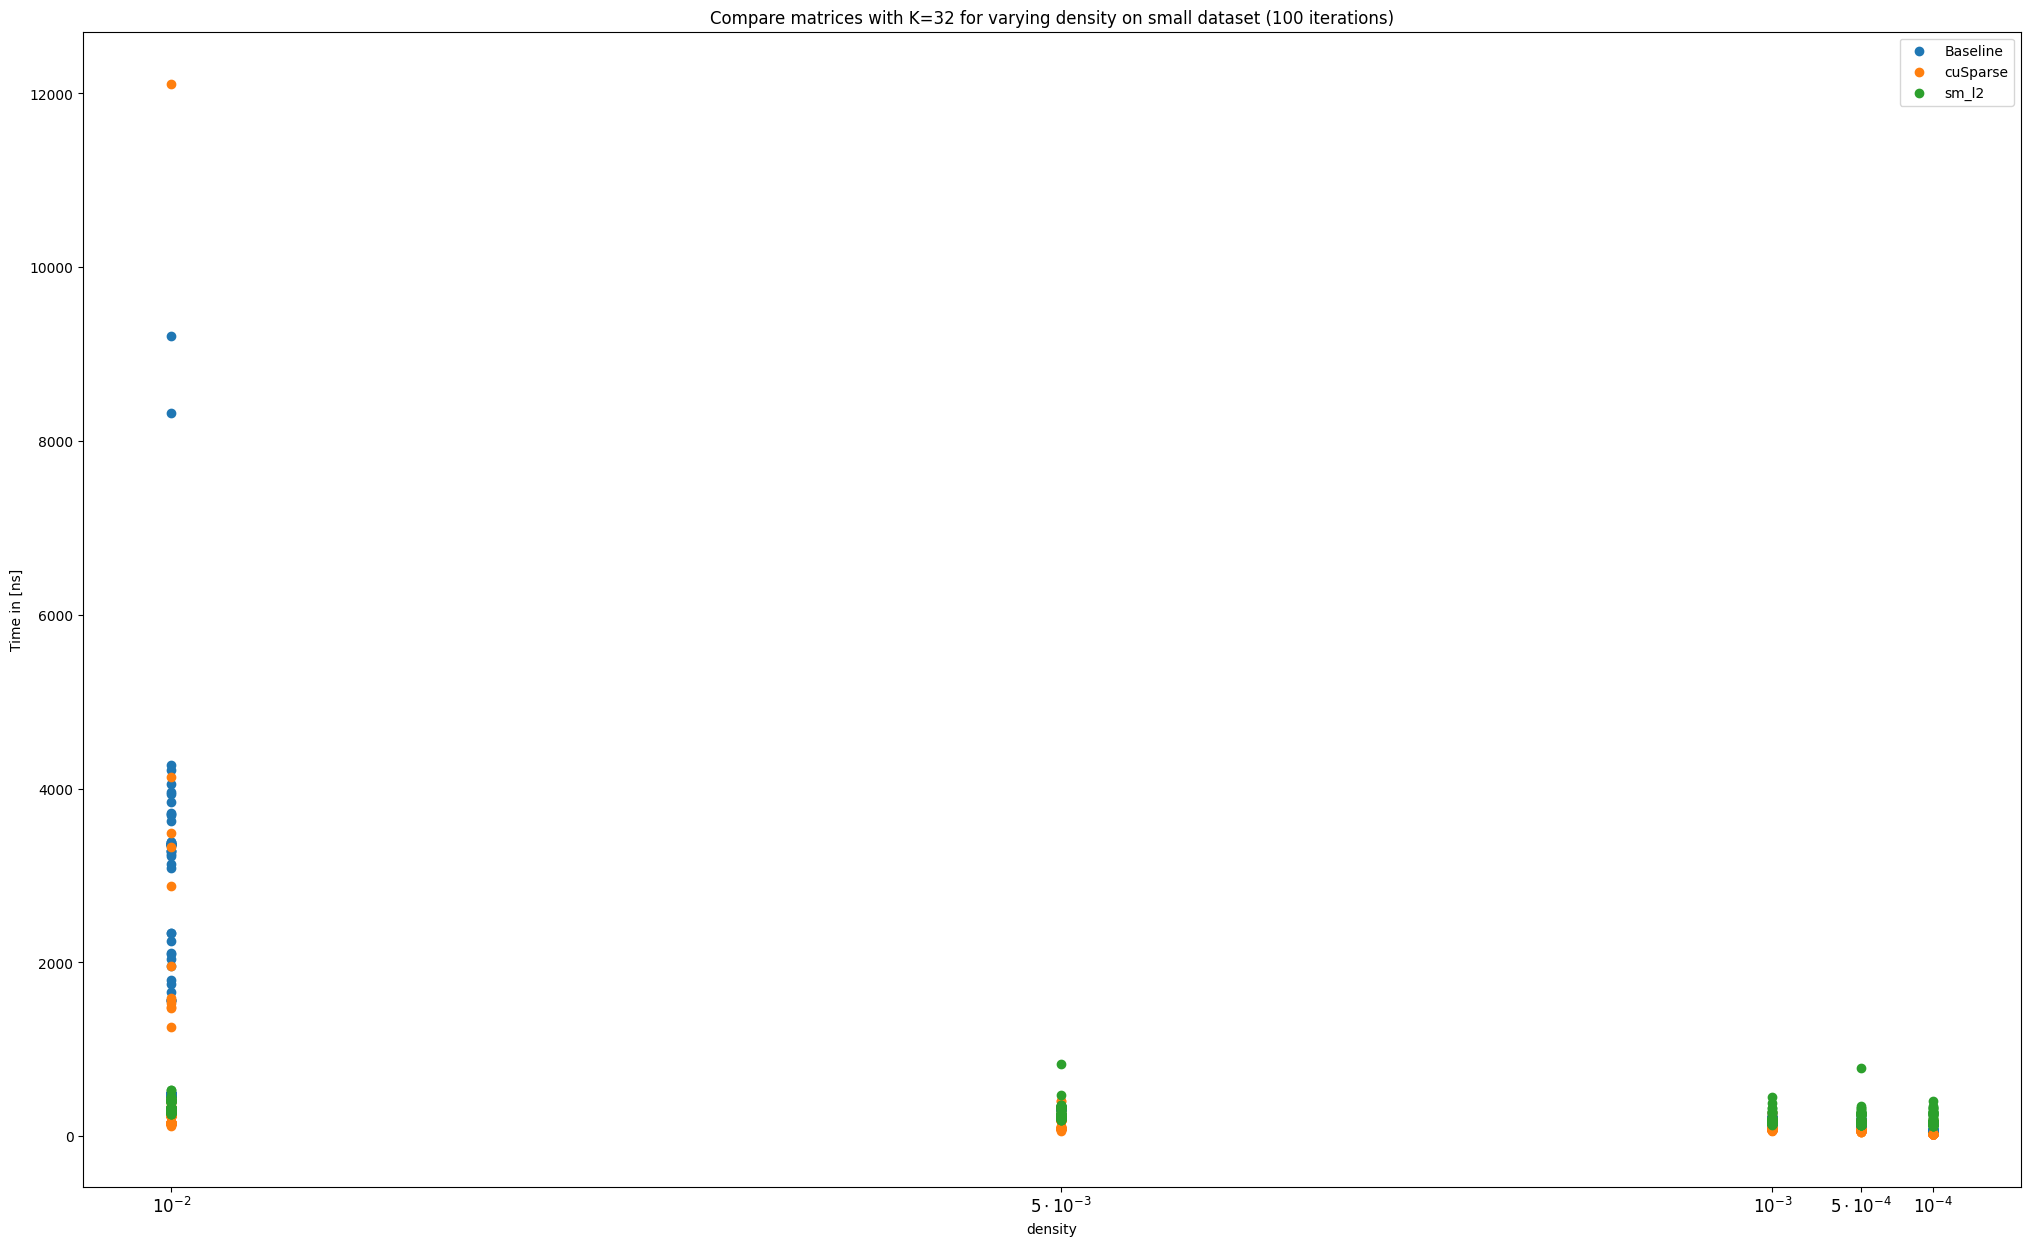 Compare matrices with K=32 for varying density on small dataset (100 iterations)
Baseline
cuSparse
sm_l2
12000
10000
8000
6000
4000
2000
0
Time in [ns]
10⁻² 5 · 10⁻³ 10⁻³ 5 · 10⁻⁴ 10⁻⁴
density